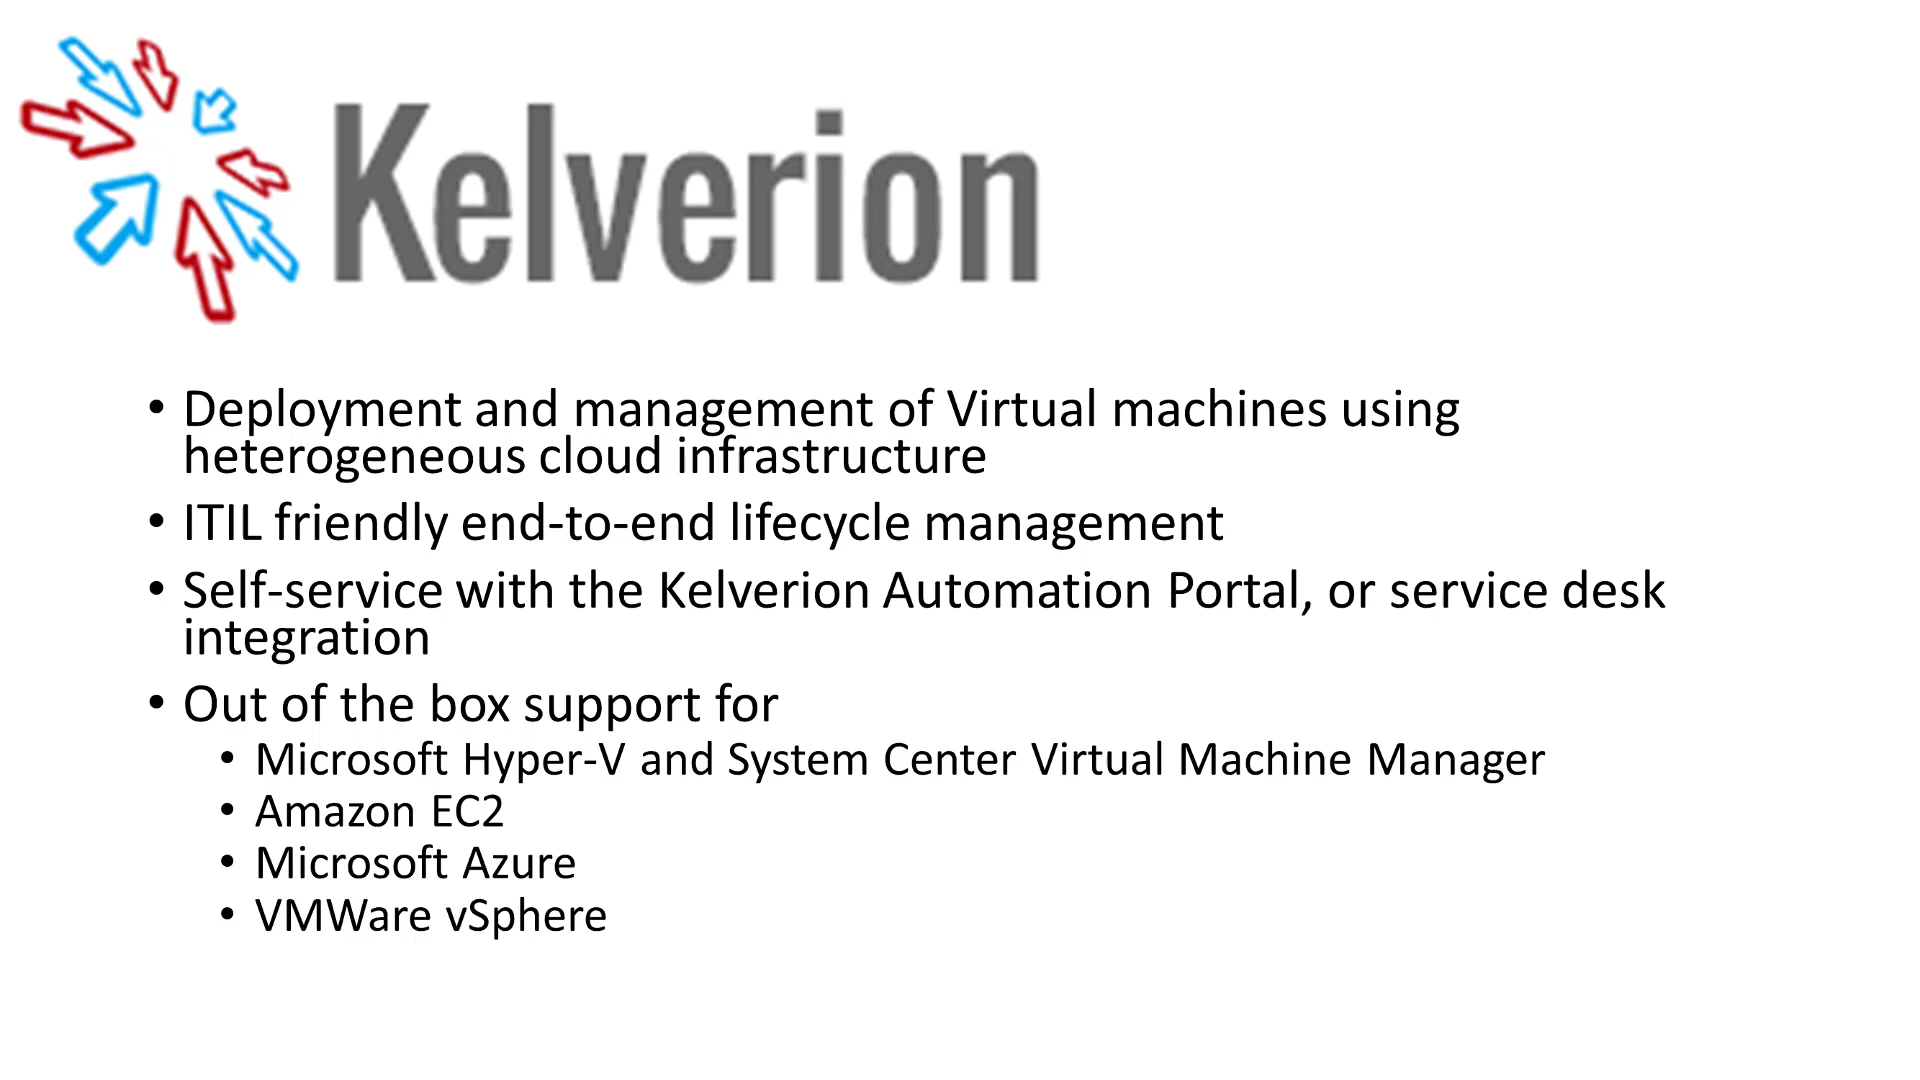 Kelverion
• Deployment and management of Virtual machines using
heterogeneous cloud infrastructure
• ITIL friendly end-to-end lifecycle management
• Self-service with the Kelverion Automation Portal, or service desk
integration
• Out of the box support for
• Microsoft Hyper-V and System Center Virtual Machine Manager
• Amazon EC2
• Microsoft Azure
• VMWare vSphere